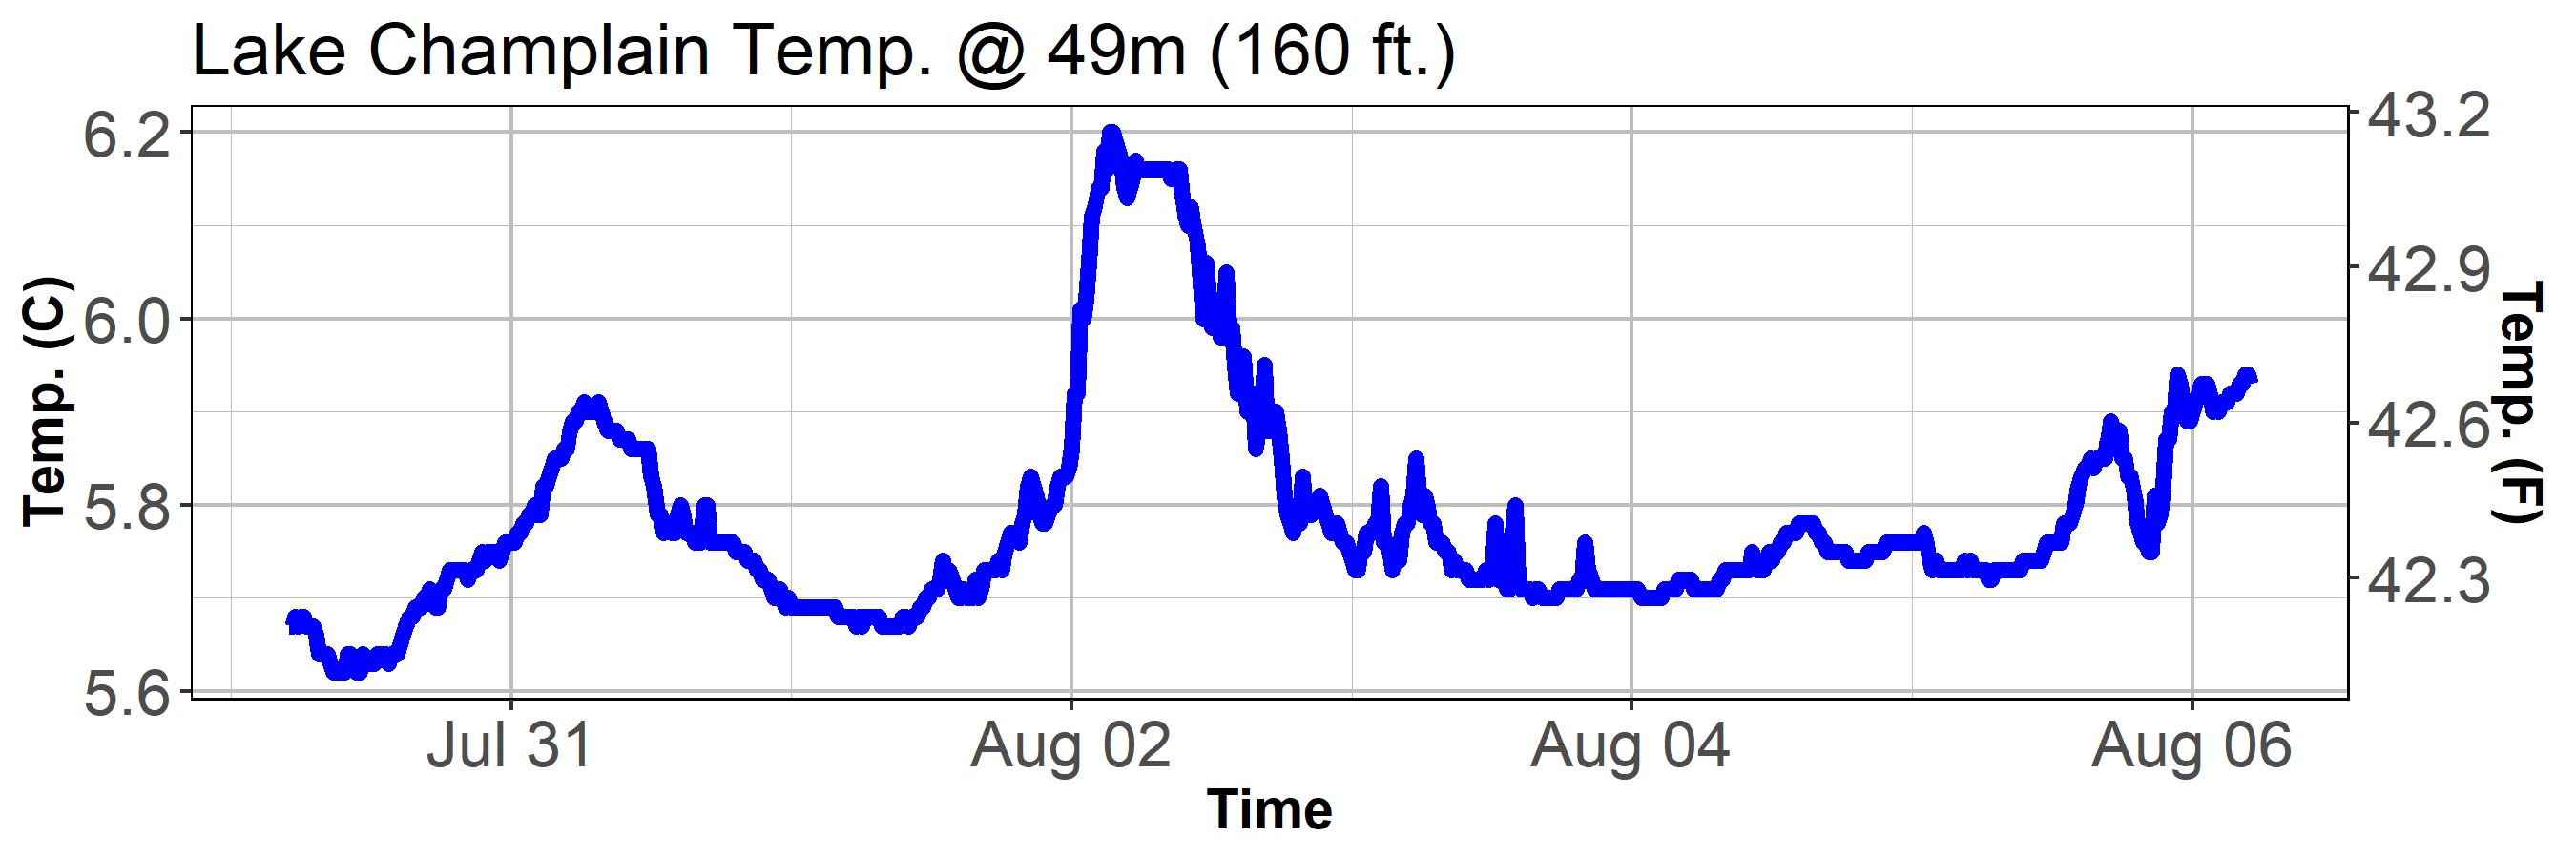 Lake Champlain Temp. @ 49m (160 ft.)
6.2
6.0
5.8
5.6
Temp. (C)
43.2
42.9
42.6
42.3
Temp. (F)
Jul 31 Aug 02 Aug 04 Aug 06
Time